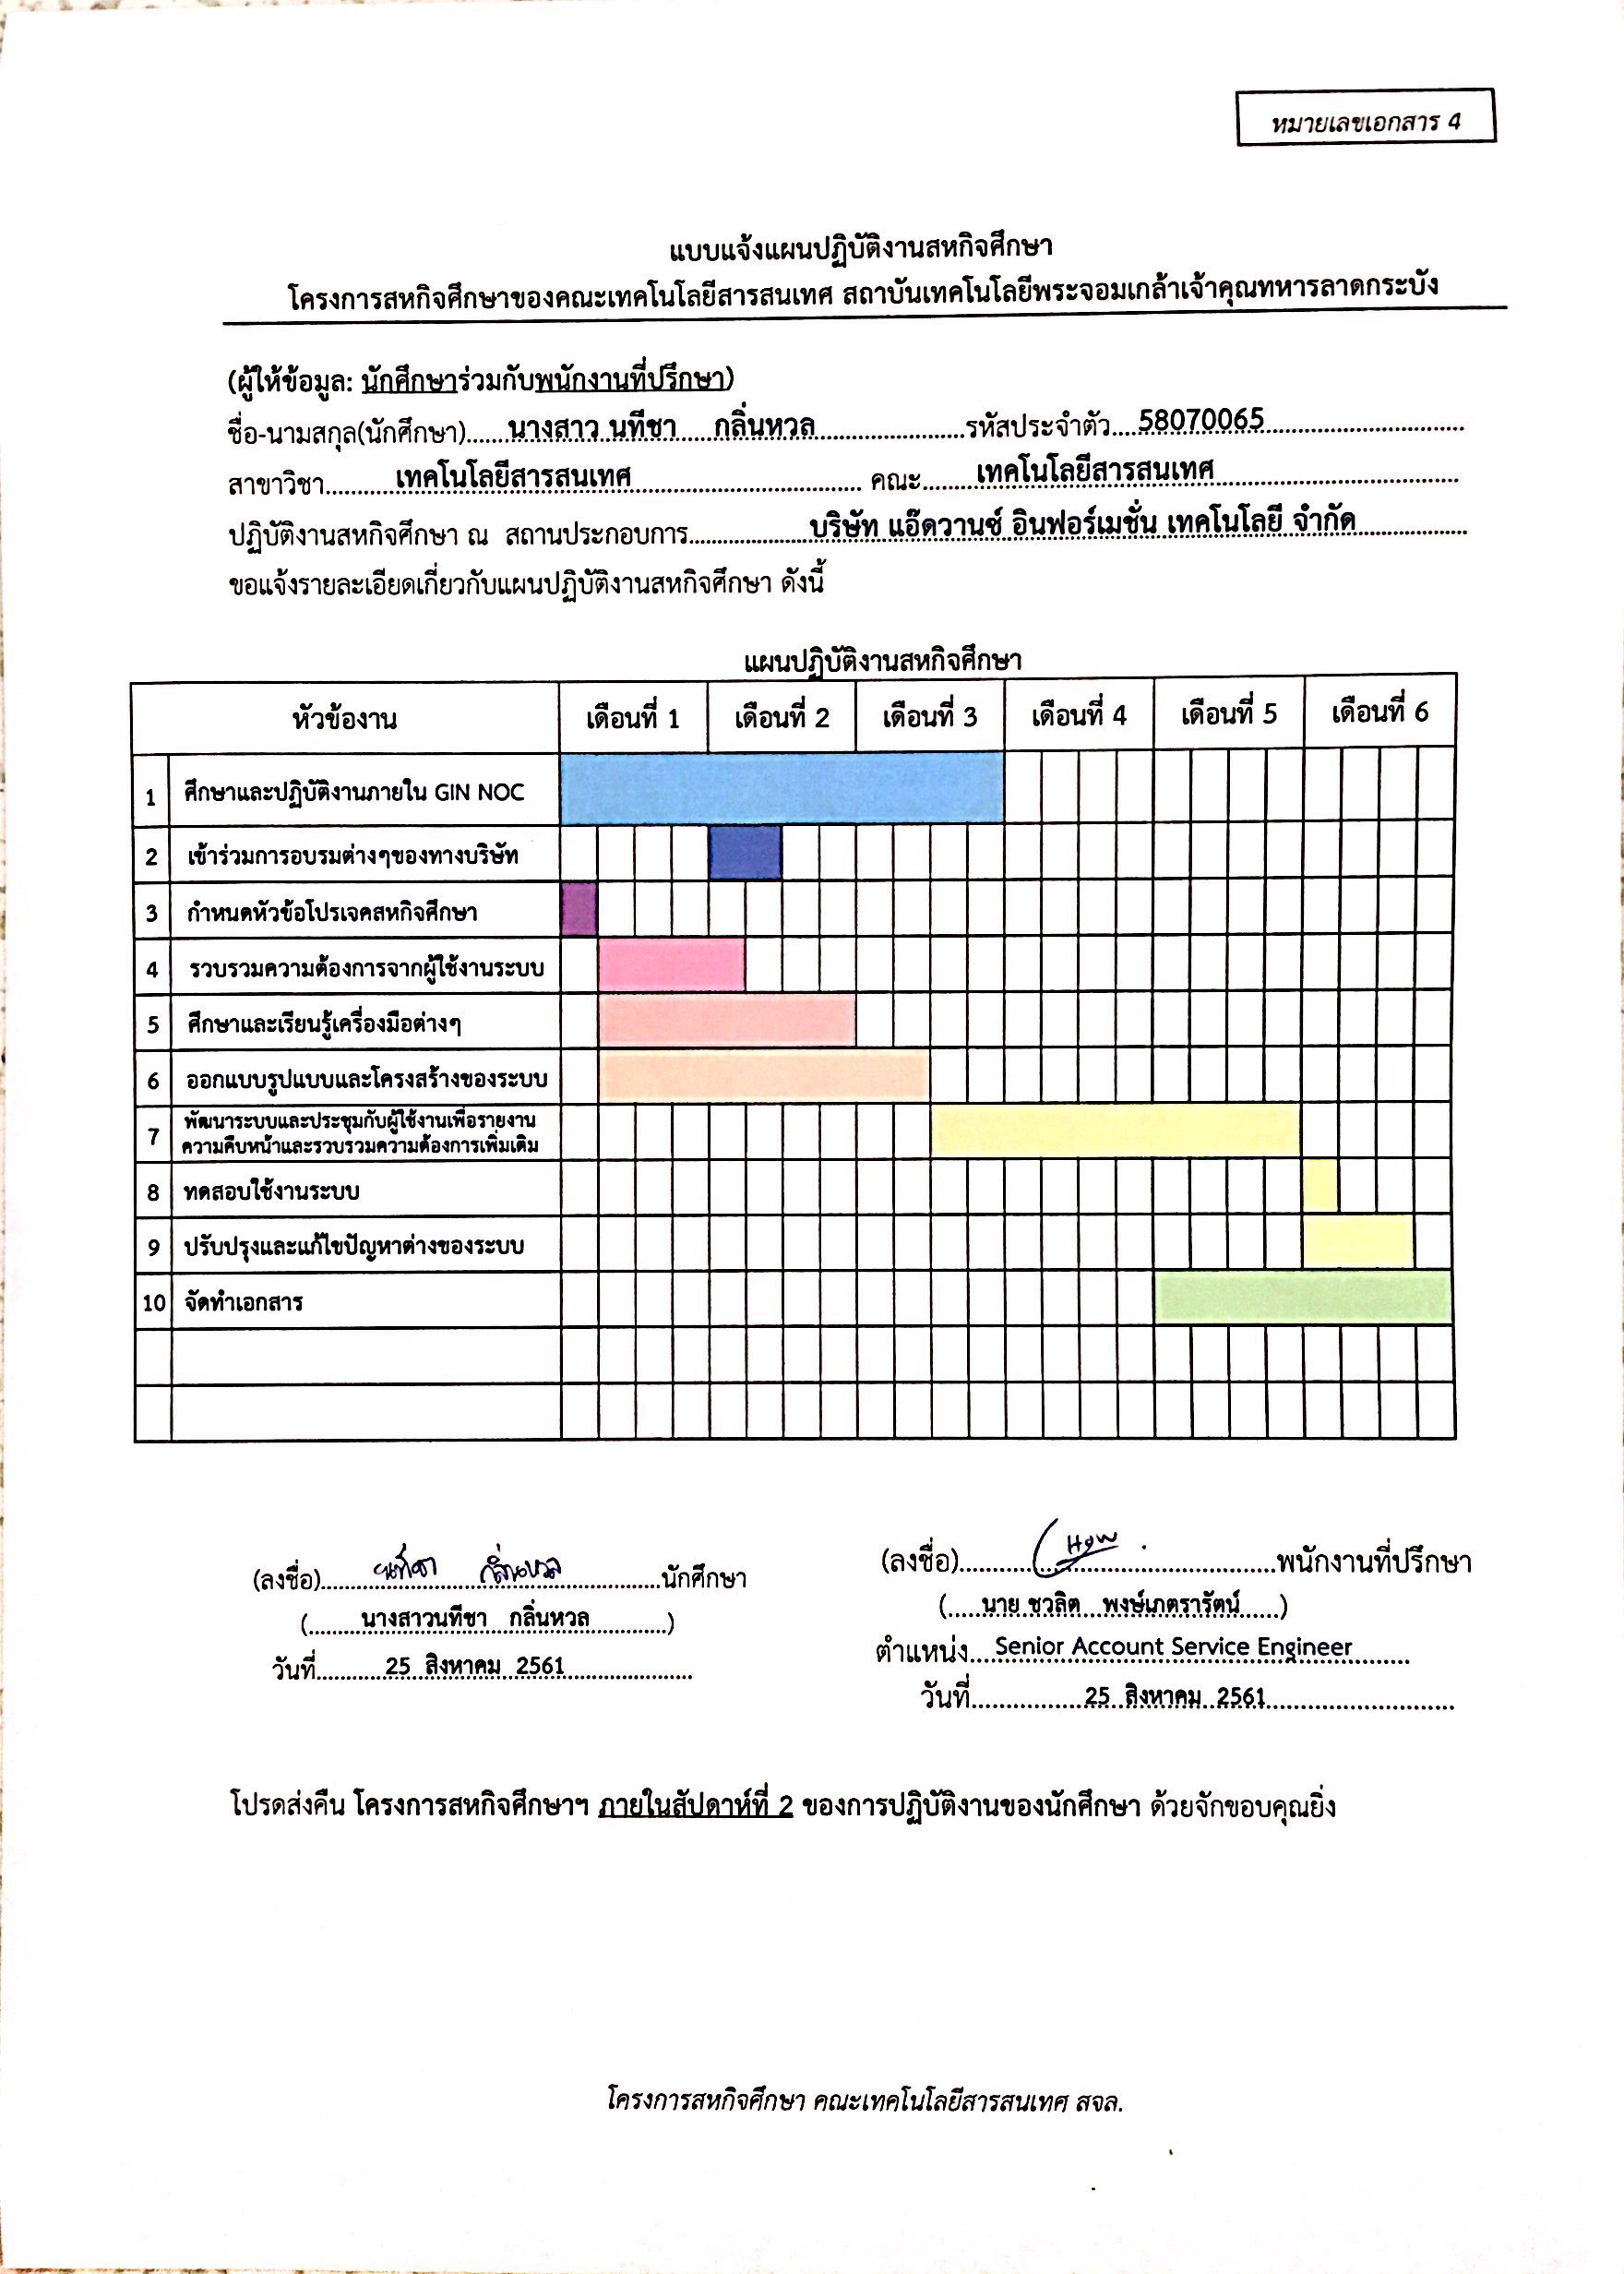 หมายเลขเอกสาร 4
แบบแจ้งแผนปฏิบัติงานสหกิจศึกษา
โครงการสหกิจศึกษาของคณะเทคโนโลยีสารสนเทศ สถาบันเทคโนโลยีพระจอมเกล้าเจ้าคุณทหารลาดกระบัง
(ผู้ให้ข้อมูล: นักศึกษาร่วมกับพนักงานที่ปรึกษา)
ชื่อ-นามสกุล(นักศึกษา)......นางสาว นทีชา กลิ่นหวล......รหัสประจำตัว....58070065......
สาขาวิชา......เทคโนโลยีสารสนเทศ...... คณะ......เทคโนโลยีสารสนเทศ......
ปฏิบัติงานสหกิจศึกษา ณ สถานประกอบการ......บริษัท แอ๊ดวานซ์ อินฟอร์เมชั่น เทคโนโลยี จำกัด......
ขอแจ้งรายละเอียดเกี่ยวกับแผนปฏิบัติงานสหกิจศึกษา ดังนี้
แผนปฏิบัติงานสหกิจศึกษา
หัวข้องาน เดือนที่ 1 เดือนที่ 2 เดือนที่ 3 เดือนที่ 4 เดือนที่ 5 เดือนที่ 6
1 ศึกษาและปฏิบัติงานภายใน GIN NOC
2 เข้าร่วมการอบรมต่างๆของทางบริษัท
3 กำหนดหัวข้อโปรเจคสหกิจศึกษา
4 รวบรวมความต้องการจากผู้ใช้งานระบบ
5 ศึกษาและเรียนรู้เครื่องมือต่างๆ
6 ออกแบบรูปแบบและโครงสร้างของระบบ
7 พัฒนาระบบและประชุมกับผู้ใช้งานเพื่อรายงาน
ความคืบหน้าและรวบรวมความต้องการเพิ่มเติม
8 ทดสอบใช้งานระบบ
9 ปรับปรุงและแก้ไขปัญหาต่างของระบบ
10 จัดทำเอกสาร
(ลงชื่อ)......นทีชา กลิ่นหวล......นักศึกษา
(......นางสาวนทีชา กลิ่นหวล......)
วันที่......25 สิงหาคม 2561......
(ลงชื่อ)............พนักงานที่ปรึกษา
(......นาย ชวลิต พงษ์เภตรารัตน์......)
ตำแหน่ง....Senior Account Service Engineer......
วันที่......25 สิงหาคม 2561......
โปรดส่งคืน โครงการสหกิจศึกษาฯ ภายในสัปดาห์ที่ 2 ของการปฏิบัติงานของนักศึกษา ด้วยจักขอบคุณยิ่ง
โครงการสหกิจศึกษา คณะเทคโนโลยีสารสนเทศ สจล.